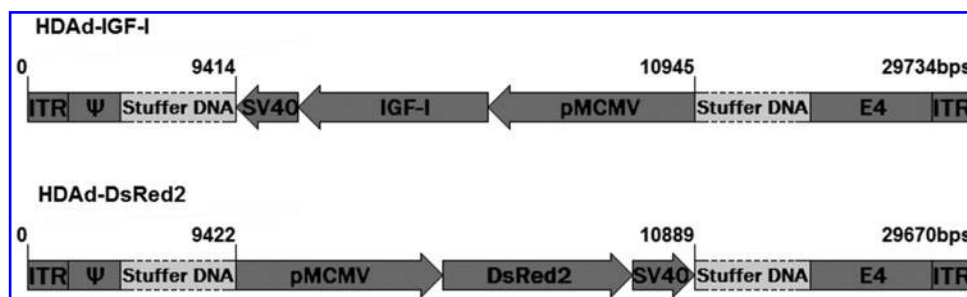 HDAd-IGF-I
0 9414 10945 29734bps
ITR Ψ Stuffer DNA SV40 IGF-I pMCMV Stuffer DNA E4 ITR
HDAd-DsRed2
0 9422 10889 29670bps
ITR Ψ Stuffer DNA pMCMV DsRed2 SV40 Stuffer DNA E4 ITR